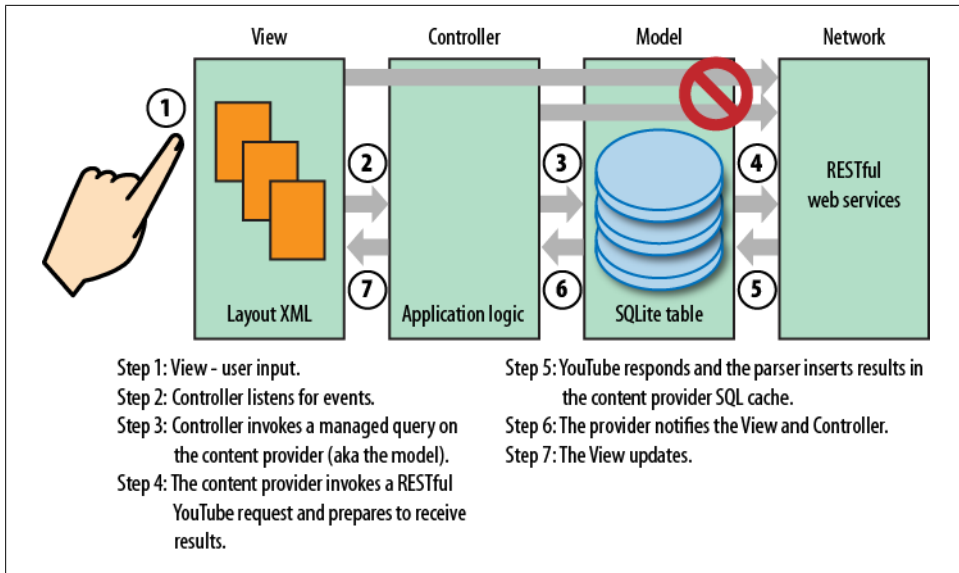 View
Controller
Model
Network
1
2
3
4
RESTful
web services
7
6
5
Layout XML
Application logic
SQLite table
Step 1: View - user input.
Step 2: Controller listens for events.
Step 3: Controller invokes a managed query on
the content provider (aka the model).
Step 4: The content provider invokes a RESTful
YouTube request and prepares to receive
results.
Step 5: YouTube responds and the parser inserts results in
the content provider SQL cache.
Step 6: The provider notifies the View and Controller.
Step 7: The View updates.